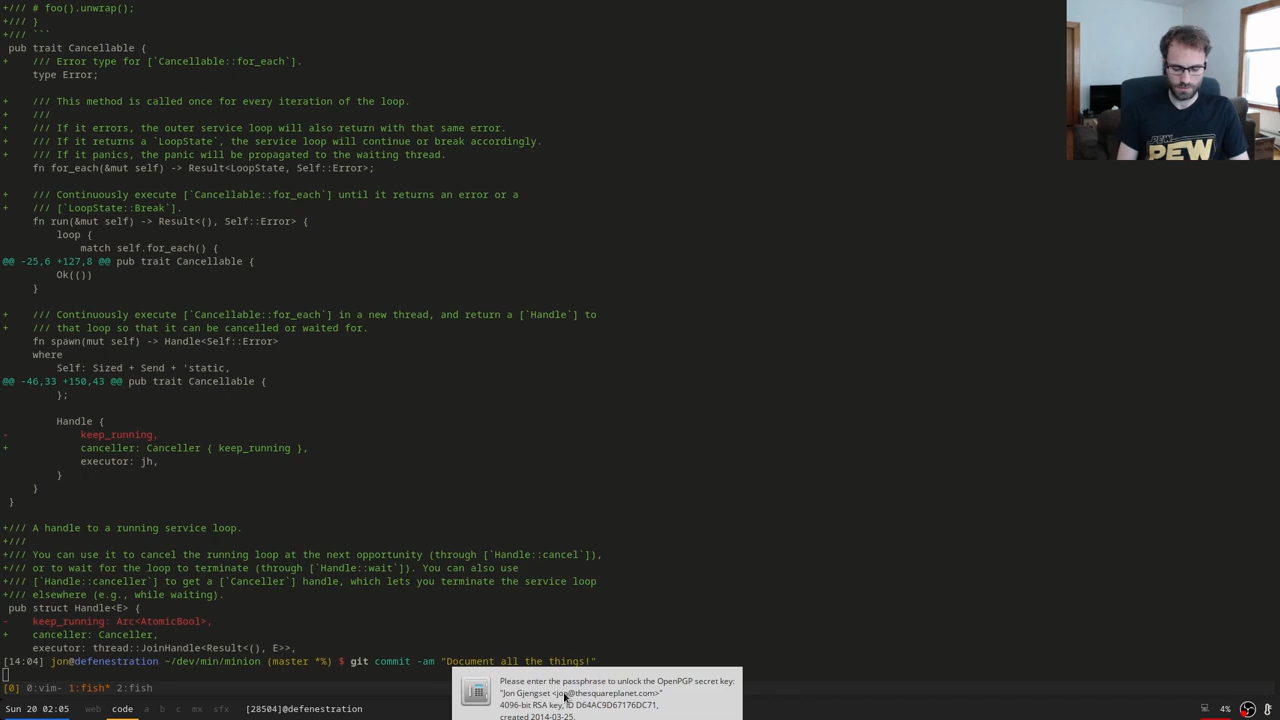 +/// # foo().unwrap();
+/// }
+/// ```
 pub trait Cancellable {
+    /// Error type for [`Cancellable::for_each`].
     type Error;
+    /// This method is called once for every iteration of the loop.
+    ///
+    /// If it errors, the outer service loop will also return with that same error.
+    /// If it returns a `LoopState`, the service loop will continue or break accordingly.
+    /// If it panics, the panic will be propagated to the waiting thread.
     fn for_each(&mut self) -> Result<LoopState, Self::Error>;
+    /// Continuously execute [`Cancellable::for_each`] until it returns an error or a
+    /// [`LoopState::Break`].
     fn run(&mut self) -> Result<(), Self::Error> {
         loop {
             match self.for_each() {
@@ -25,6 +127,8 @@ pub trait Cancellable {
         Ok(())
     }
+    /// Continuously execute [`Cancellable::for_each`] in a new thread, and return a [`Handle`] to
+    /// that loop so that it can be cancelled or waited for.
     fn spawn(mut self) -> Handle<Self::Error>
     where
         Self: Sized + Send + 'static,
@@ -46,33 +150,43 @@ pub trait Cancellable {
         };
         Handle {
-            keep_running,
+            canceller: Canceller { keep_running },
             executor: jh,
         }
     }
 }
+/// A handle to a running service loop.
+///
+/// You can use it to cancel the running loop at the next opportunity (through [`Handle::cancel`]),
+/// or to wait for the loop to terminate (through [`Handle::wait`]). You can also use
+/// [`Handle::canceller`] to get a [`Canceller`] handle, which lets you terminate the service loop
+/// elsewhere (e.g., while waiting).
 pub struct Handle<E> {
-    keep_running: Arc<AtomicBool>,
+    canceller: Canceller,
     executor: thread::JoinHandle<Result<(), E>>,
[14:04] jon@defenestration ~/dev/min/minion (master *%) $ git commit -am "Document all the things!"
Please enter the passphrase to unlock the OpenPGP secret key:
"Jon Gjengset <jon@thesquareplanet.com>"
4096-bit RSA key, ID D64AC9D67176DC71,
created 2014-03-25.
[0] 0:vim- 1:fish* 2:fish
Sun 20 02:05 web code rc mx sfx [28504]@defenestration 4%
PEW
PEW